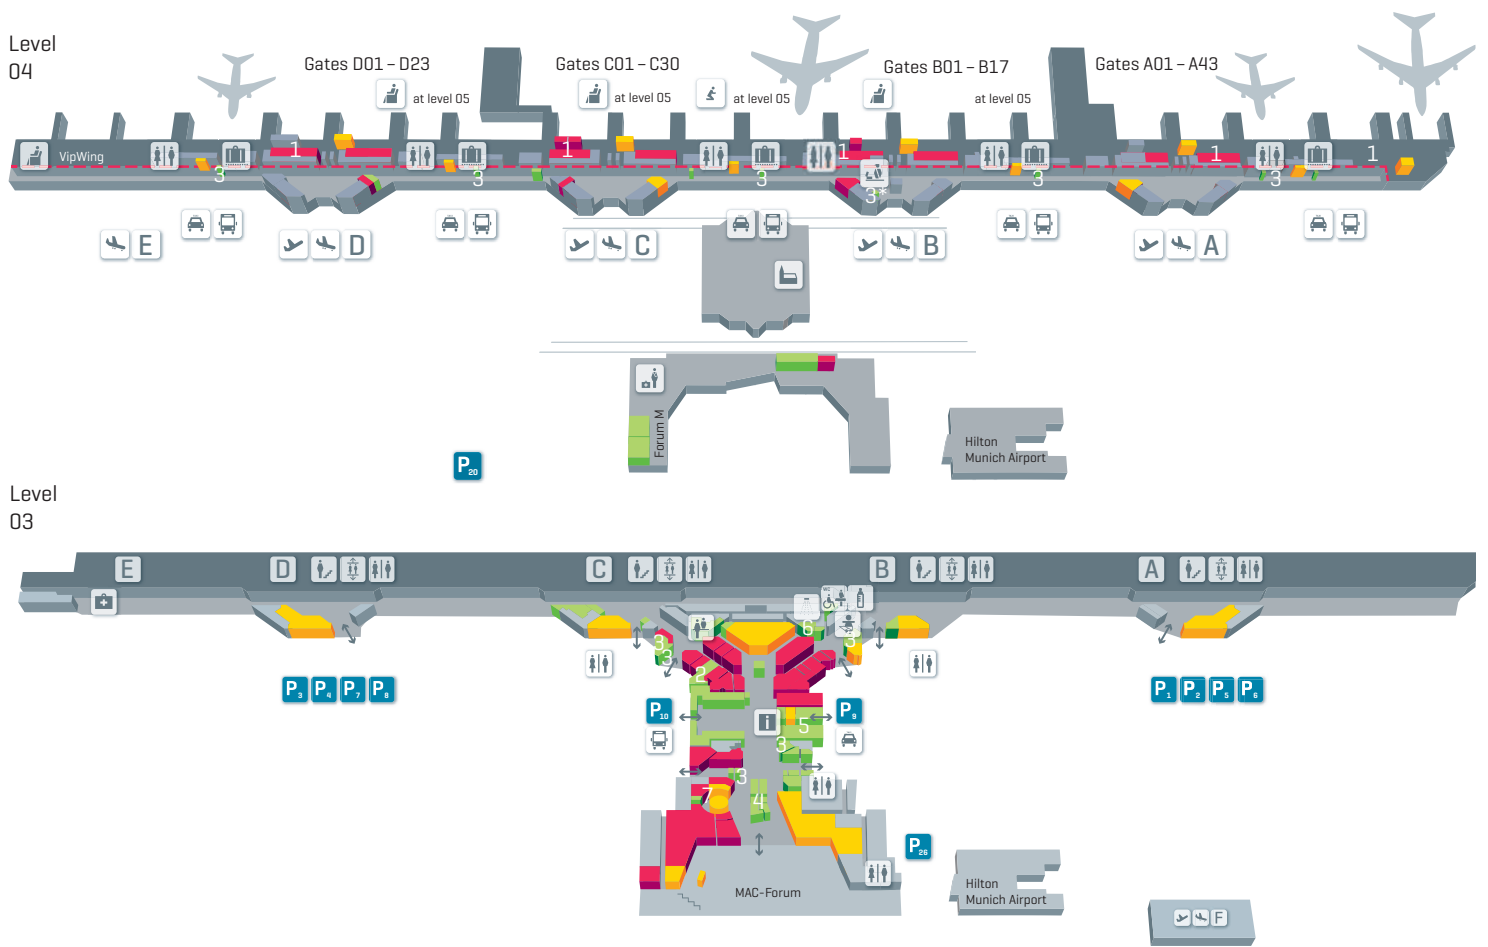 Level
04
Gates D01 – D23
at level 05
Gates C01 – C30
at level 05
at level 05
Gates B01 – B17
at level 05
Gates A01 – A43
VipWing
1
1
1
1
1
3
3
3
3*
3
3
E
D
C
B
A
Forum M
Hilton
Munich Airport
P20
Level
03
E
D
C
B
A
WC
6
3
3
3
2
P3
P4
P7
P8
P1
P2
P5
P6
P10
i
P9
5
3
3
7
4
P26
MAC-Forum
Hilton
Munich Airport
F